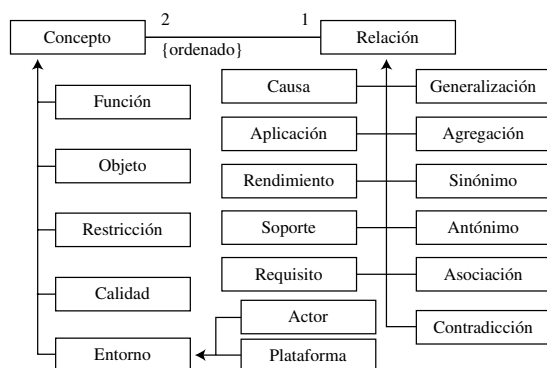 2 1
Concepto Relación
{ordenado}
Causa Generalización
Función
Aplicación Agregación
Objeto
Rendimiento Sinónimo
Restricción
Soporte Antónimo
Requisito Asociación
Calidad
Actor
Contradicción
Entorno
Plataforma